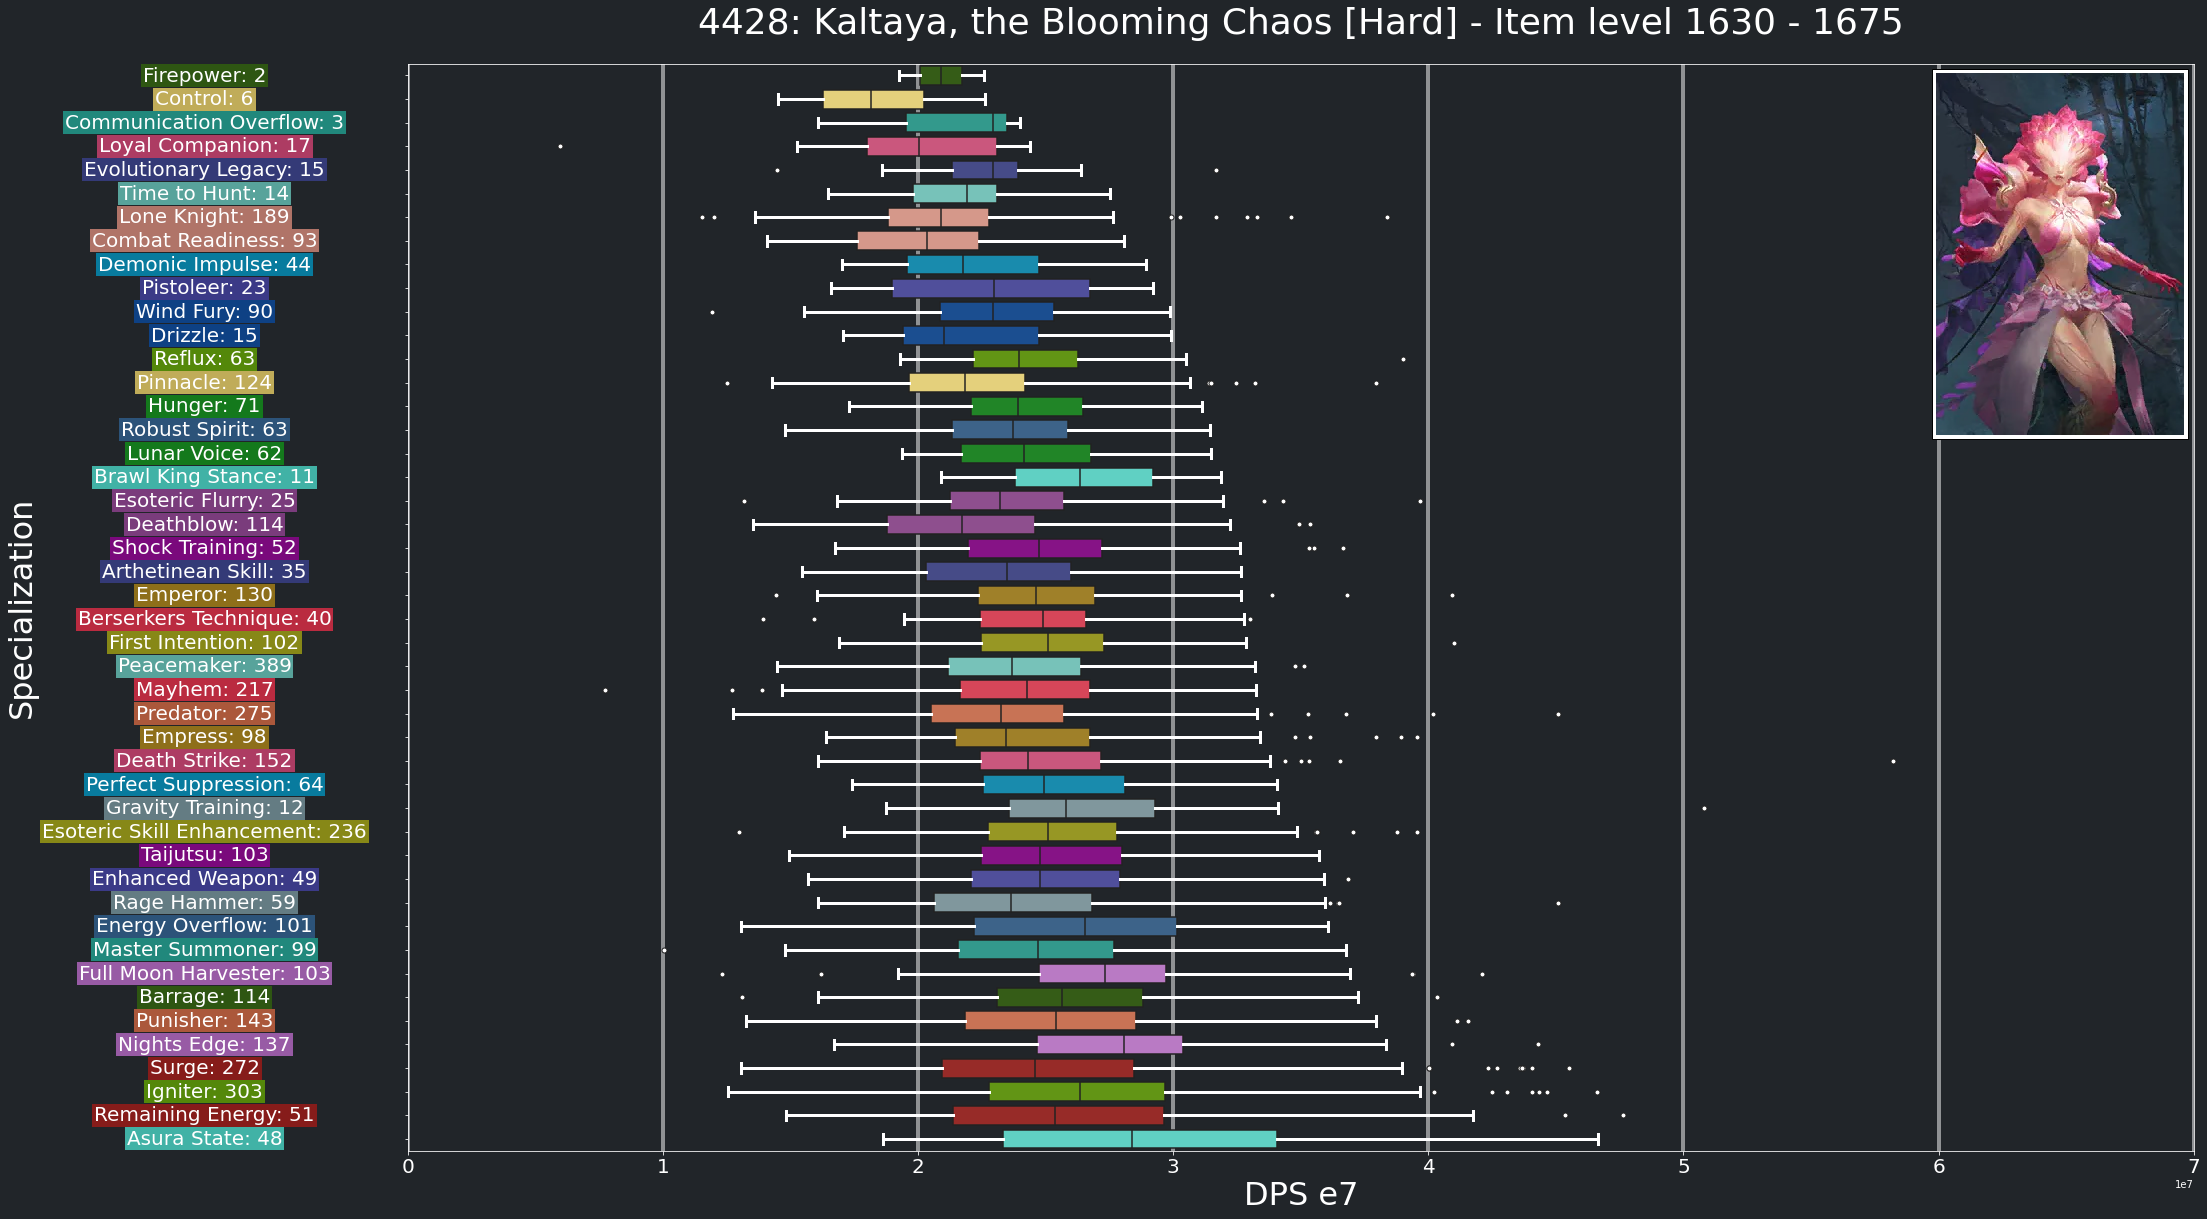 4428: Kaltaya, the Blooming Chaos [Hard] - Item level 1630 - 1675
Specialization
Firepower: 2
Control: 6
Communication Overflow: 3
Loyal Companion: 17
Evolutionary Legacy: 15
Time to Hunt: 14
Lone Knight: 189
Combat Readiness: 93
Demonic Impulse: 44
Pistoleer: 23
Wind Fury: 90
Drizzle: 15
Reflux: 63
Pinnacle: 124
Hunger: 71
Robust Spirit: 63
Lunar Voice: 62
Brawl King Stance: 11
Esoteric Flurry: 25
Deathblow: 114
Shock Training: 52
Arthetinean Skill: 35
Emperor: 130
Berserkers Technique: 40
First Intention: 102
Peacemaker: 389
Mayhem: 217
Predator: 275
Empress: 98
Death Strike: 152
Perfect Suppression: 64
Gravity Training: 12
Esoteric Skill Enhancement: 236
Taijutsu: 103
Enhanced Weapon: 49
Rage Hammer: 59
Energy Overflow: 101
Master Summoner: 99
Full Moon Harvester: 103
Barrage: 114
Punisher: 143
Nights Edge: 137
Surge: 272
Igniter: 303
Remaining Energy: 51
Asura State: 48
0 1 2 3 4 5 6 7
DPS e7
1e7